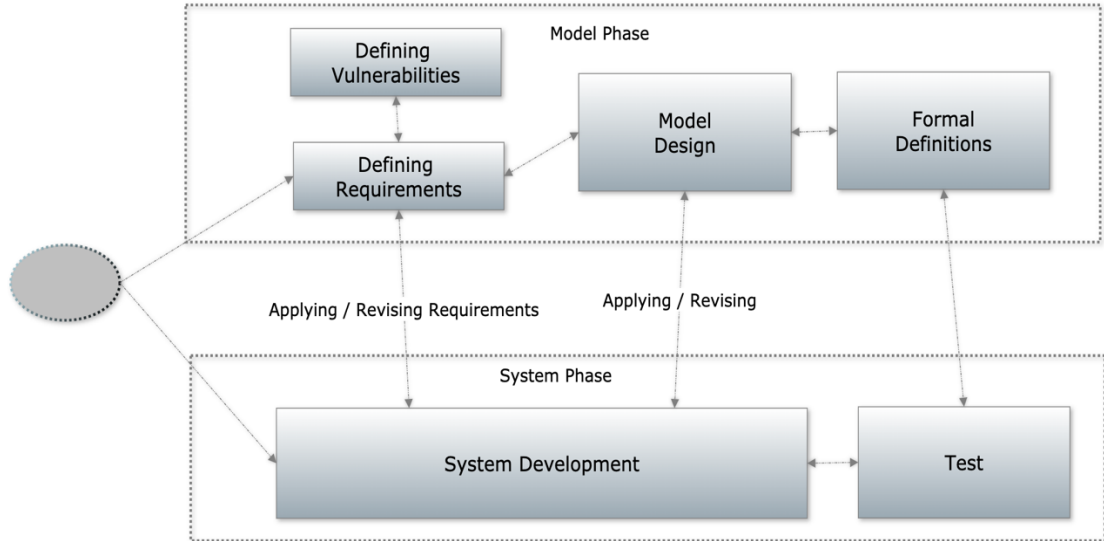 Model Phase
Defining
Vulnerabilities
Defining
Requirements
Model
Design
Formal
Definitions
Applying / Revising Requirements
Applying / Revising
System Phase
System Development
Test